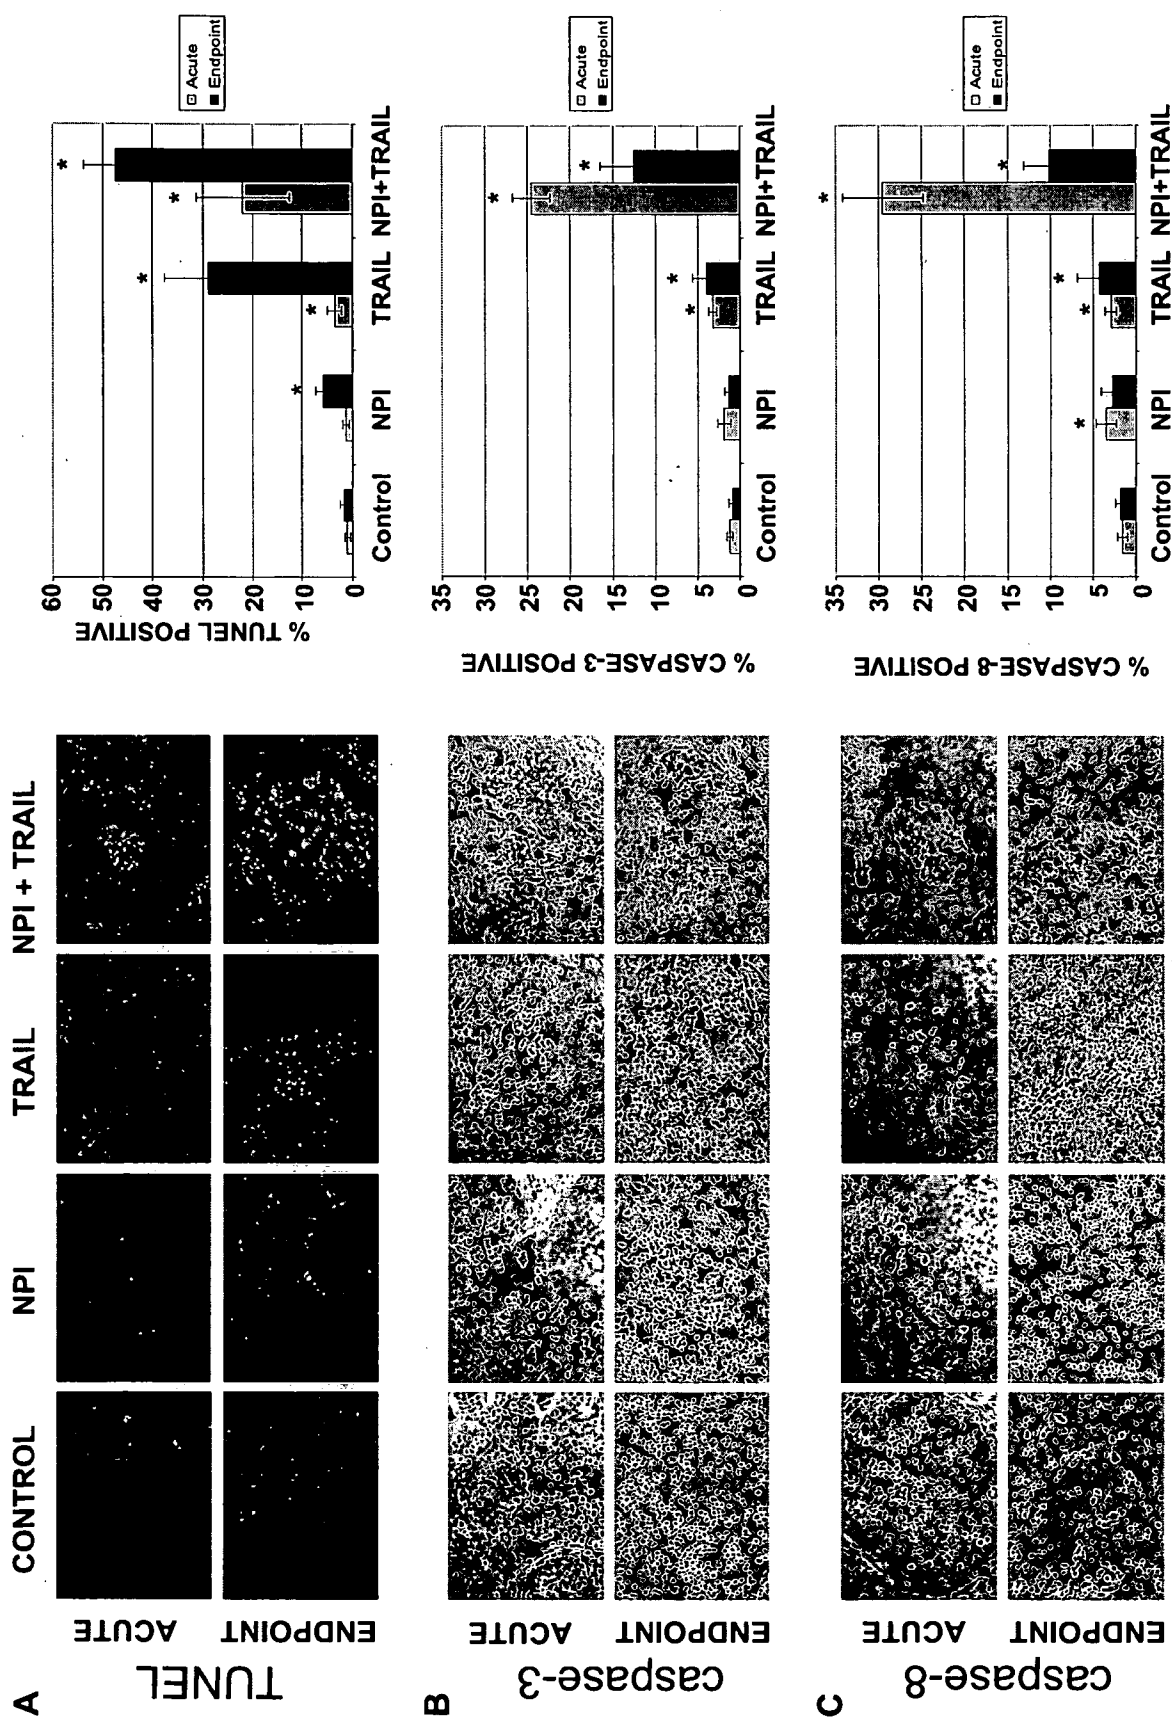 A
CONTROL
NPI
TRAIL
NPI + TRAIL
TUNEL
ACUTE
ENDPOINT
% TUNEL POSITIVE
60
50
40
30
20
10
0
Control
NPI
TRAIL
NPI+TRAIL
Acute
Endpoint
*
*
*
*
*
B
caspase-3
ACUTE
ENDPOINT
% CASPASE-3 POSITIVE
35
30
25
20
15
10
5
0
Control
NPI
TRAIL
NPI+TRAIL
Acute
Endpoint
*
*
*
*
C
caspase-8
ACUTE
ENDPOINT
% CASPASE-8 POSITIVE
35
30
25
20
15
10
5
0
Control
NPI
TRAIL
NPI+TRAIL
Acute
Endpoint
*
*
*
*
*